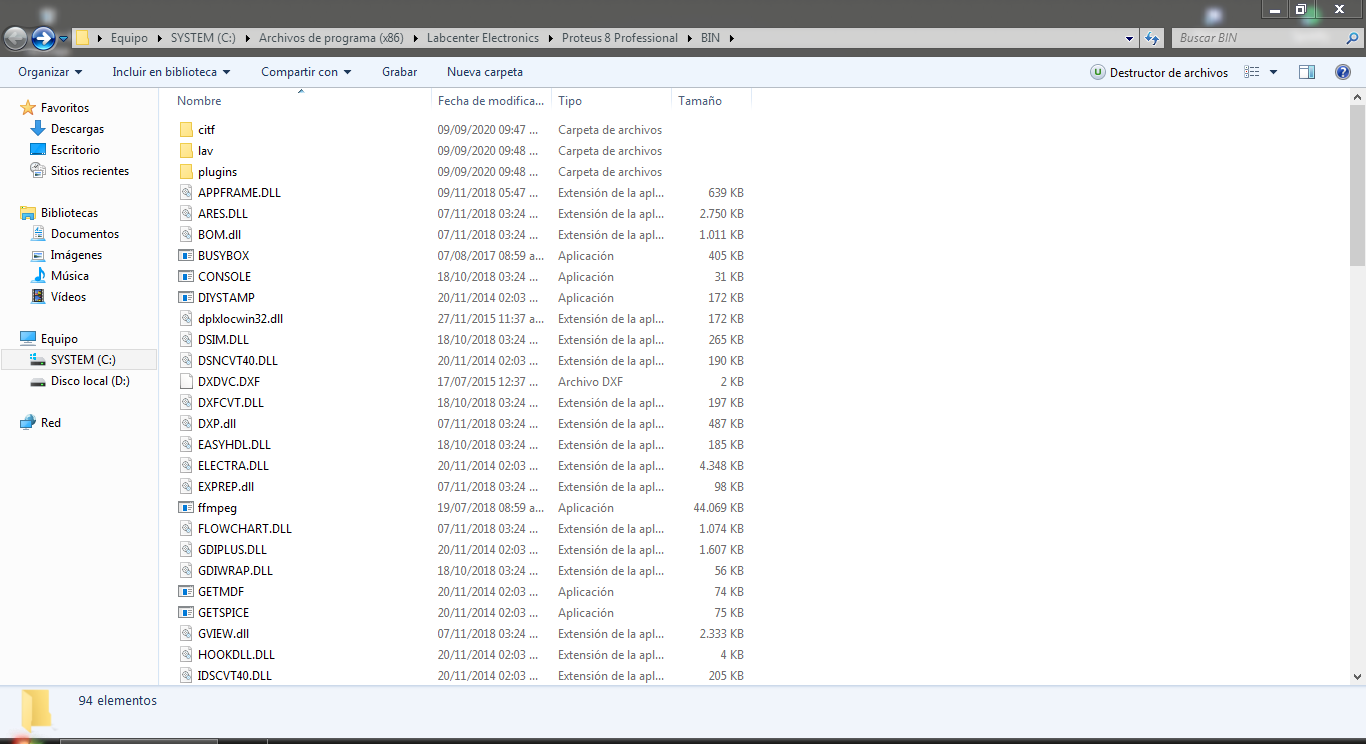 Equipo SYSTEM (C:) Archivos de programa (x86) Labcenter Electronics Proteus 8 Professional BIN Buscar BIN
Organizar Incluir en biblioteca Compartir con Grabar Nueva carpeta Destructor de archivos
Favoritos
Descargas
Escritorio
Sitios recientes
Bibliotecas
Documentos
Imágenes
Música
Vídeos
Equipo
SYSTEM (C:)
Disco local (D:)
Red
Nombre Fecha de modifica... Tipo Tamaño
citf 09/09/2020 09:47 ... Carpeta de archivos
lav 09/09/2020 09:48 ... Carpeta de archivos
plugins 09/09/2020 09:48 ... Carpeta de archivos
APPFRAME.DLL 09/11/2018 05:47 ... Extensión de la apl... 639 KB
ARES.DLL 07/11/2018 03:24 ... Extensión de la apl... 2.750 KB
BOM.dll 07/11/2018 03:24 ... Extensión de la apl... 1.011 KB
BUSYBOX 07/08/2017 08:59 a... Aplicación 405 KB
CONSOLE 18/10/2018 03:24 ... Aplicación 31 KB
DIYSTAMP 20/11/2014 02:03 ... Aplicación 172 KB
dplxlocwin32.dll 27/11/2015 11:37 a... Extensión de la apl... 172 KB
DSIM.DLL 18/10/2018 03:24 ... Extensión de la apl... 265 KB
DSNCVT40.DLL 20/11/2014 02:03 ... Extensión de la apl... 190 KB
DXDVC.DXF 17/07/2015 12:37 ... Archivo DXF 2 KB
DXFCVT.DLL 18/10/2018 03:24 ... Extensión de la apl... 197 KB
DXP.dll 07/11/2018 03:24 ... Extensión de la apl... 487 KB
EASYHDL.DLL 18/10/2018 03:24 ... Extensión de la apl... 185 KB
ELECTRA.DLL 20/11/2014 02:03 ... Extensión de la apl... 4.348 KB
EXPREP.dll 07/11/2018 03:24 ... Extensión de la apl... 98 KB
ffmpeg 19/07/2018 08:59 a... Aplicación 44.069 KB
FLOWCHART.DLL 07/11/2018 03:24 ... Extensión de la apl... 1.074 KB
GDIPLUS.DLL 20/11/2014 02:03 ... Extensión de la apl... 1.607 KB
GDIWRAP.DLL 18/10/2018 03:24 ... Extensión de la apl... 56 KB
GETMDF 20/11/2014 02:03 ... Aplicación 74 KB
GETSPICE 20/11/2014 02:03 ... Aplicación 75 KB
GVIEW.dll 07/11/2018 03:24 ... Extensión de la apl... 2.333 KB
HOOKDLL.DLL 20/11/2014 02:03 ... Extensión de la apl... 4 KB
IDSCVT40.DLL 20/11/2014 02:03 ... Extensión de la apl... 205 KB
94 elementos